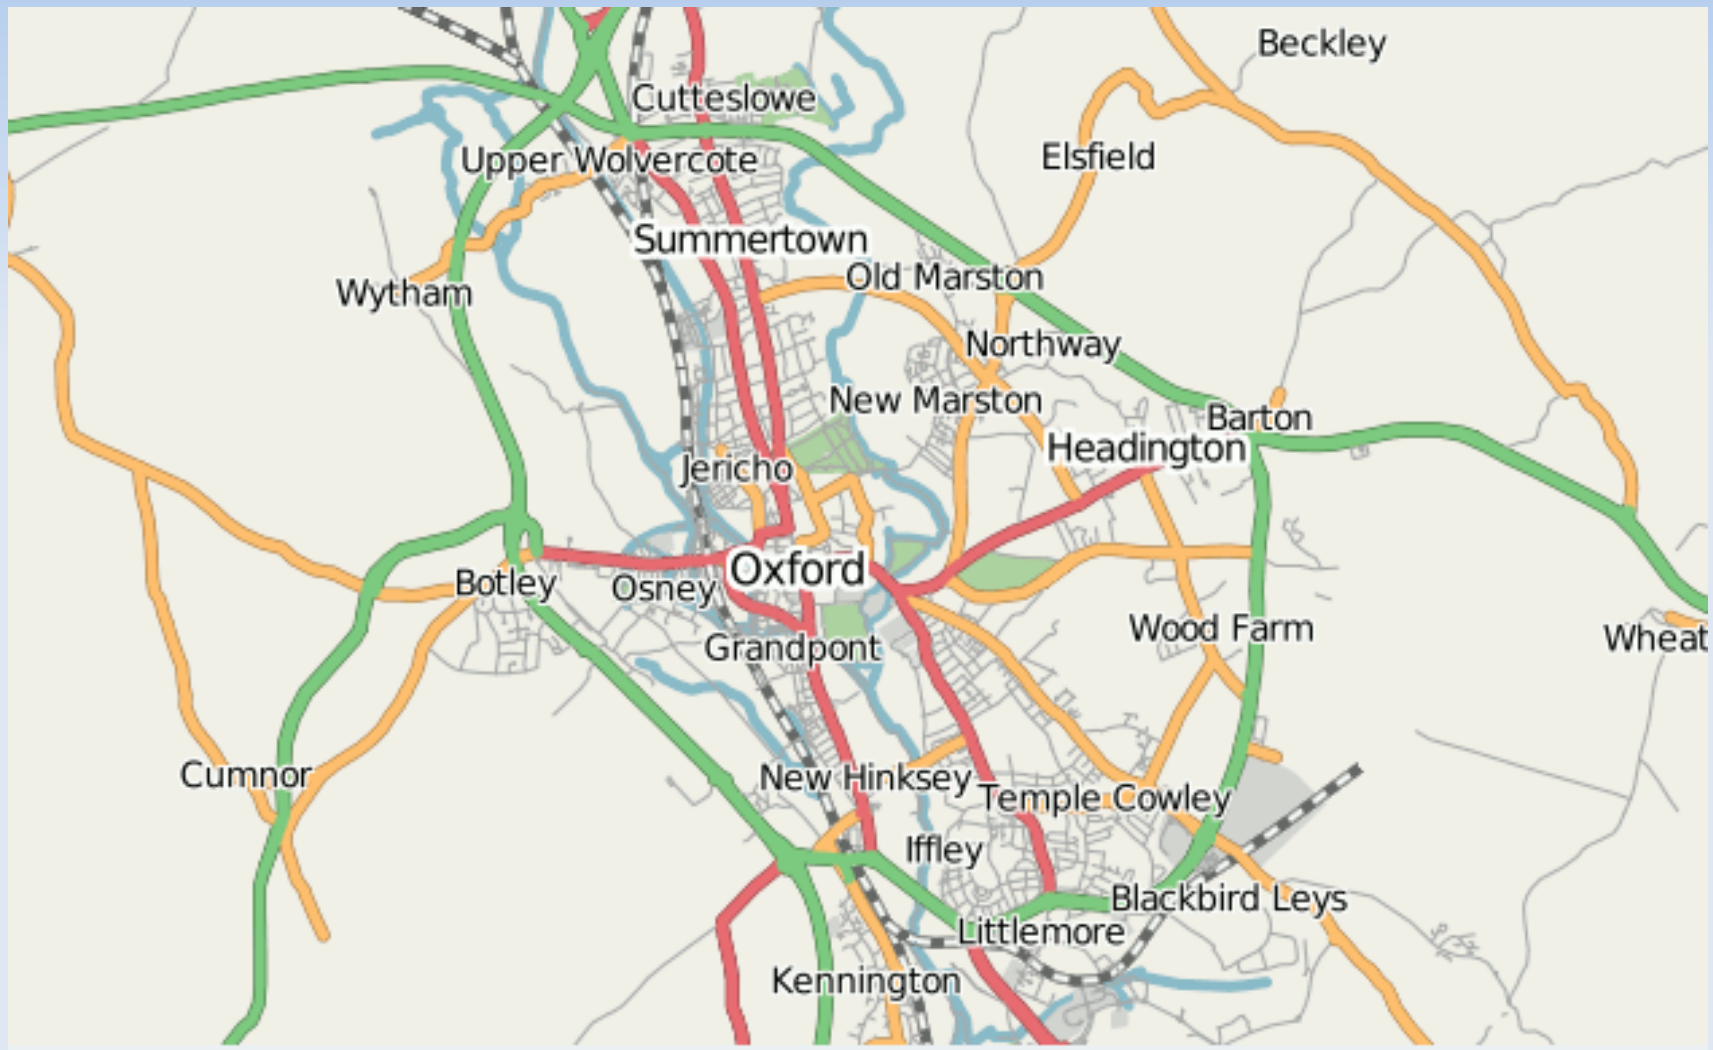 Beckley
Cutteslowe
Elsfield
Upper Wolvercote
Summertown
Old Marston
Wytham
Northway
New Marston
Barton
Headington
Jericho
Oxford
Botley
Osney
Wood Farm
Wheat
Grandpont
Cumnor
New Hinksey
Temple Cowley
Iffley
Blackbird Leys
Littlemore
Kennington